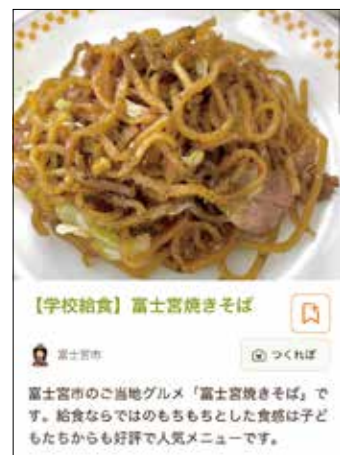 【学校給食】富士宮焼きそば
富士宮市
つくれぽ
富士宮市のご当地グルメ「富士宮焼きそば」で
す。給食ならではのもちもちとした食感は子ど
もたちからも好評で人気メニューです。